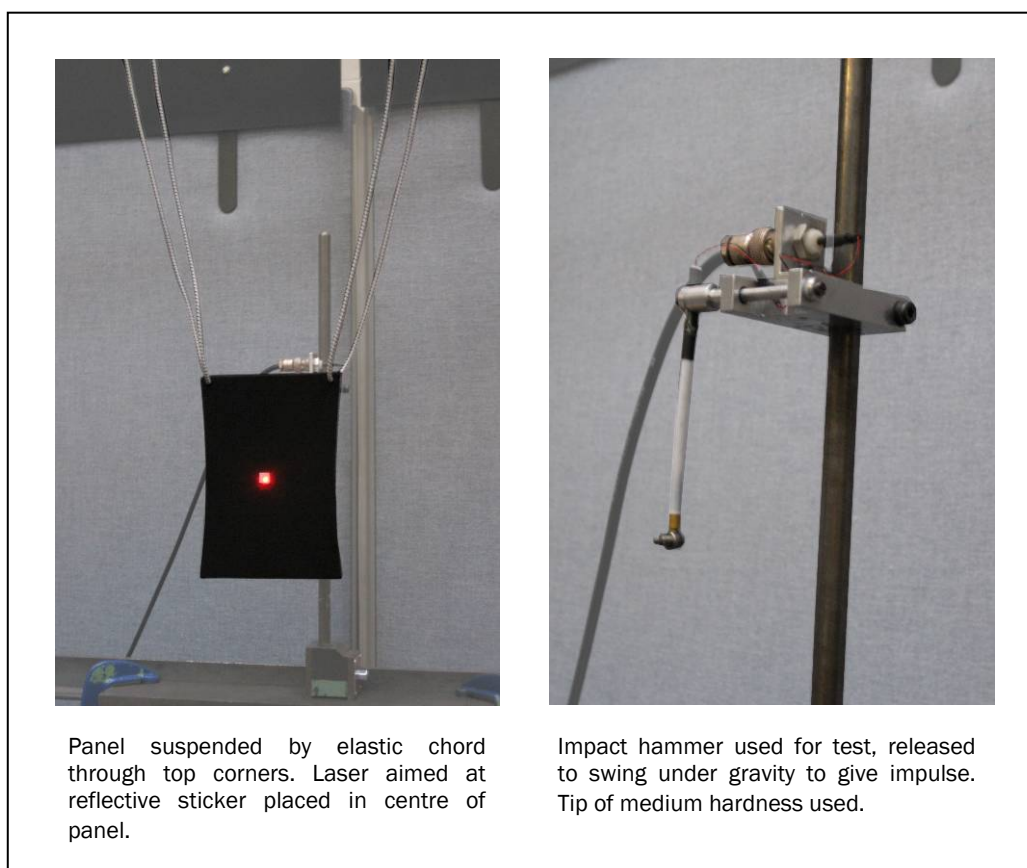 Panel suspended by elastic chord
through top corners. Laser aimed at
reflective sticker placed in centre of
panel.
Impact hammer used for test, released
to swing under gravity to give impulse.
Tip of medium hardness used.